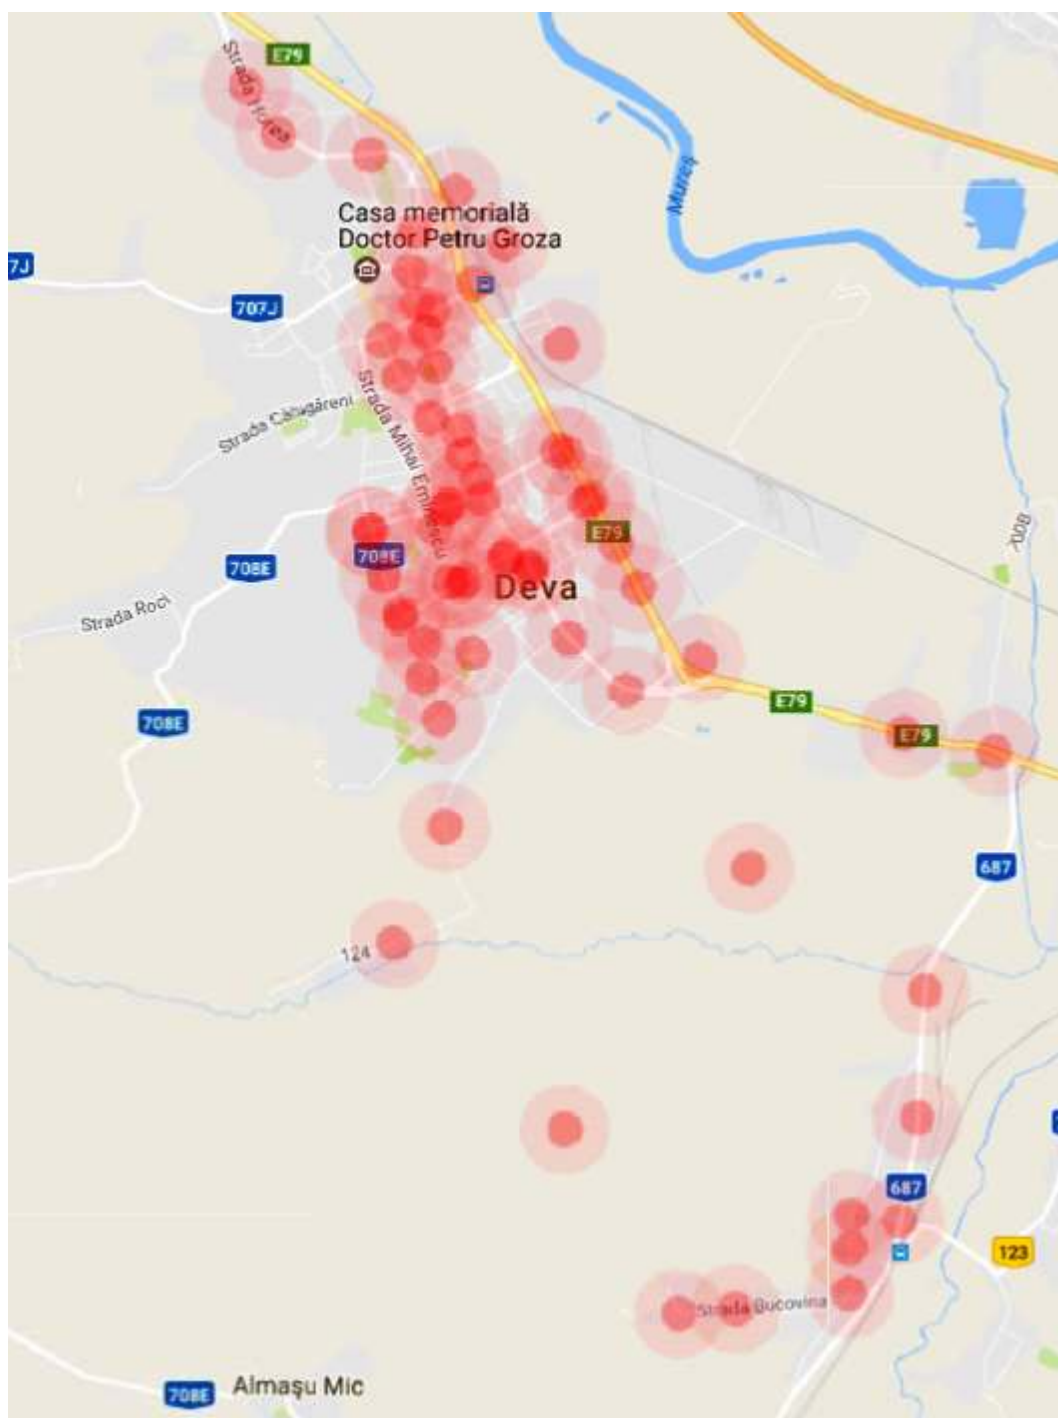 E79
Strada Horea
Mureș
Casa memorială
Doctor Petru Groza
7J
707J
Strada Călugăreni
Strada Mihai Eminescu
E79
708E
708E
Deva
Strada Roci
708E
E79
E79
687
124
687
123
Strada Bucovina
708E
Almașu Mic